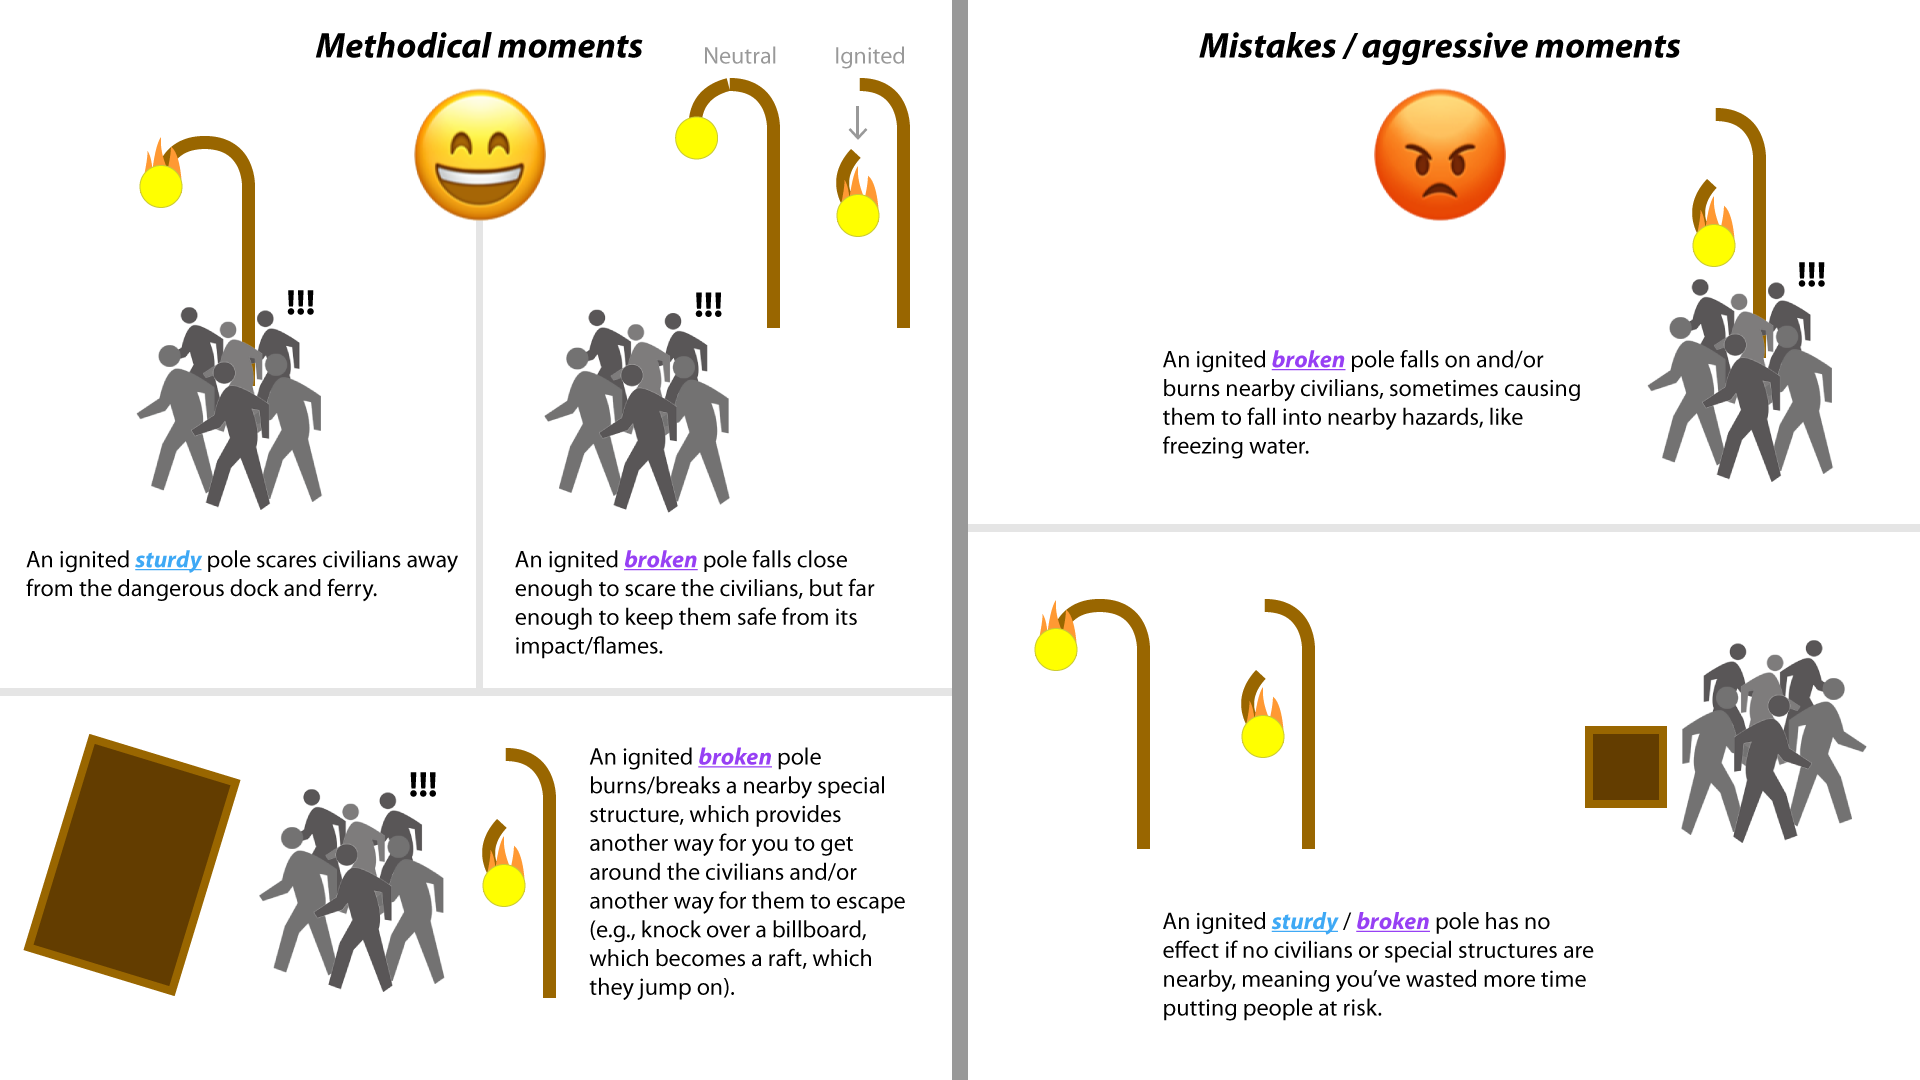 Methodical moments
Neutral
Ignited
!!!
An ignited sturdy pole scares civilians away
from the dangerous dock and ferry.
!!!
An ignited broken pole falls close
enough to scare the civilians, but far
enough to keep them safe from its
impact/flames.
!!!
An ignited broken pole
burns/breaks a nearby special
structure, which provides
another way for you to get
around the civilians and/or
another way for them to escape
(e.g., knock over a billboard,
which becomes a raft, which
they jump on).
Mistakes / aggressive moments
!!!
An ignited broken pole falls on and/or
burns nearby civilians, sometimes causing
them to fall into nearby hazards, like
freezing water.
An ignited sturdy / broken pole has no
effect if no civilians or special structures are
nearby, meaning you’ve wasted more time
putting people at risk.